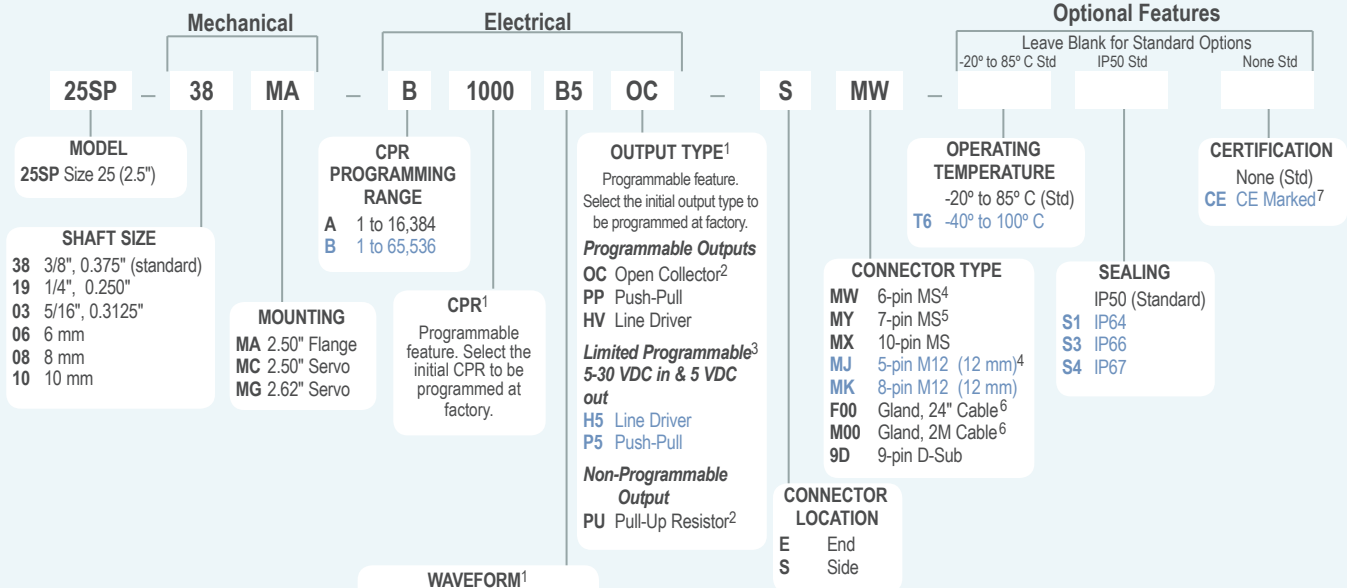 Mechanical
Electrical
Optional Features
Leave Blank for Standard Options
-20º to 85º C Std IP50 Std None Std
25SP – 38 MA – B 1000 B5 OC – S MW –
MODEL
25SP Size 25 (2.5")
SHAFT SIZE
38 3/8", 0.375" (standard)
19 1/4", 0.250"
03 5/16", 0.3125"
06 6 mm
08 8 mm
10 10 mm
MOUNTING
MA 2.50" Flange
MC 2.50" Servo
MG 2.62" Servo
CPR
PROGRAMMING
RANGE
A 1 to 16,384
B 1 to 65,536
CPR1
Programmable
feature. Select the
initial CPR to be
programmed at
factory.
WAVEFORM1
OUTPUT TYPE1
Programmable feature.
Select the initial output type to
be programmed at factory.
Programmable Outputs
OC Open Collector2
PP Push-Pull
HV Line Driver
Limited Programmable3
5-30 VDC in & 5 VDC
out
H5 Line Driver
P5 Push-Pull
Non-Programmable
Output
PU Pull-Up Resistor2
CONNECTOR
LOCATION
E End
S Side
CONNECTOR TYPE
MW 6-pin MS4
MY 7-pin MS5
MX 10-pin MS
MJ 5-pin M12 (12 mm)4
MK 8-pin M12 (12 mm)
F00 Gland, 24" Cable6
M00 Gland, 2M Cable6
9D 9-pin D-Sub
OPERATING
TEMPERATURE
-20º to 85º C (Std)
T6 -40º to 100º C
SEALING
IP50 (Standard)
S1 IP64
S3 IP66
S4 IP67
CERTIFICATION
None (Std)
CE CE Marked7